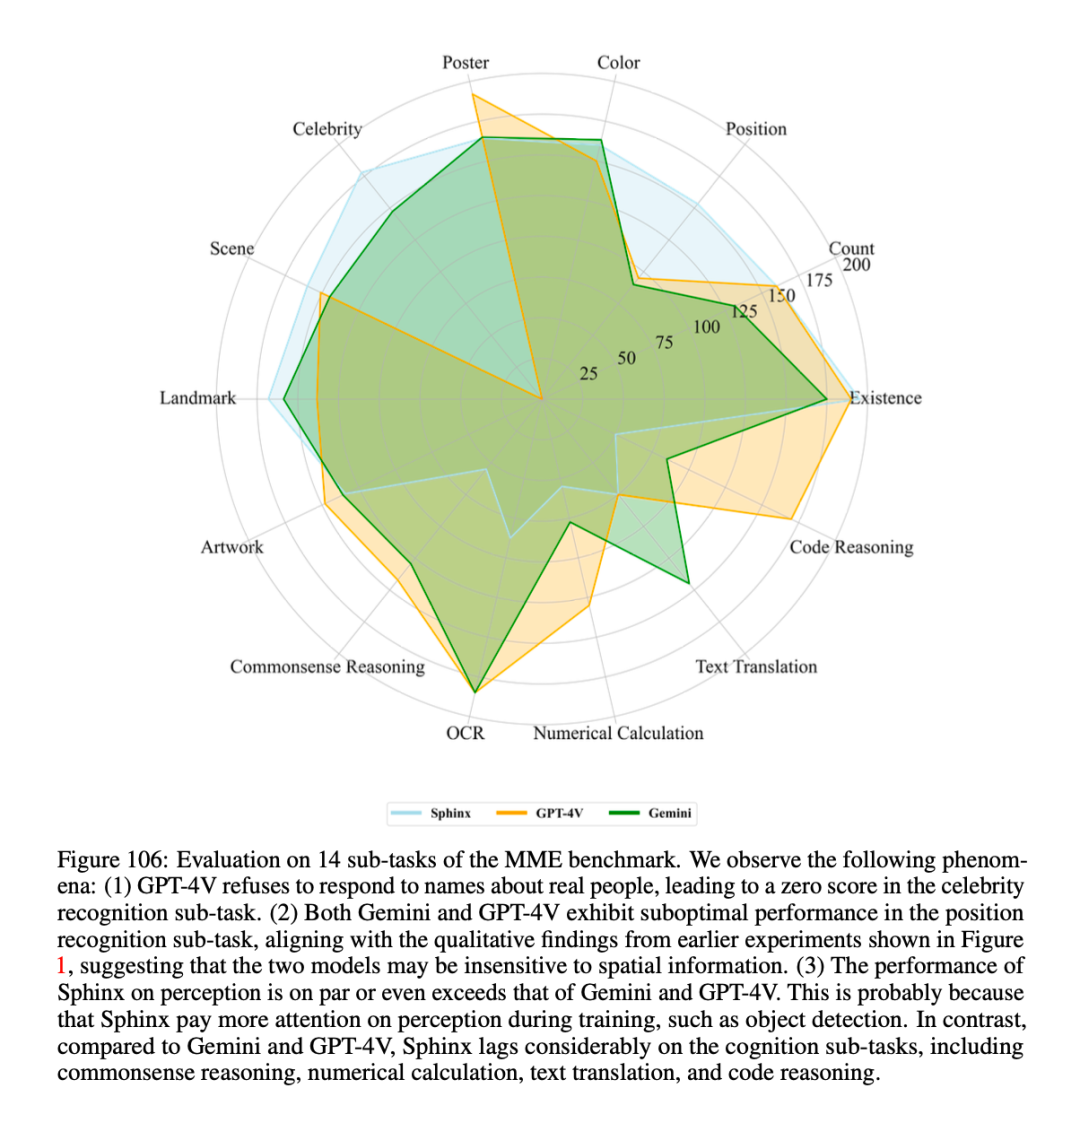 Poster Color
Celebrity Position
Scene Count
200
175
150
125
100
75
50
25
Landmark Existence
Artwork Code Reasoning
Commonsense Reasoning Text Translation
OCR Numerical Calculation
Sphinx GPT-4V Gemini
Figure 106: Evaluation on 14 sub-tasks of the MME benchmark. We observe the following phenom-
ena: (1) GPT-4V refuses to respond to names about real people, leading to a zero score in the celebrity
recognition sub-task. (2) Both Gemini and GPT-4V exhibit suboptimal performance in the position
recognition sub-task, aligning with the qualitative findings from earlier experiments shown in Figure
1, suggesting that the two models may be insensitive to spatial information. (3) The performance of
Sphinx on perception is on par or even exceeds that of Gemini and GPT-4V. This is probably because
that Sphinx pay more attention on perception during training, such as object detection. In contrast,
compared to Gemini and GPT-4V, Sphinx lags considerably on the cognition sub-tasks, including
commonsense reasoning, numerical calculation, text translation, and code reasoning.